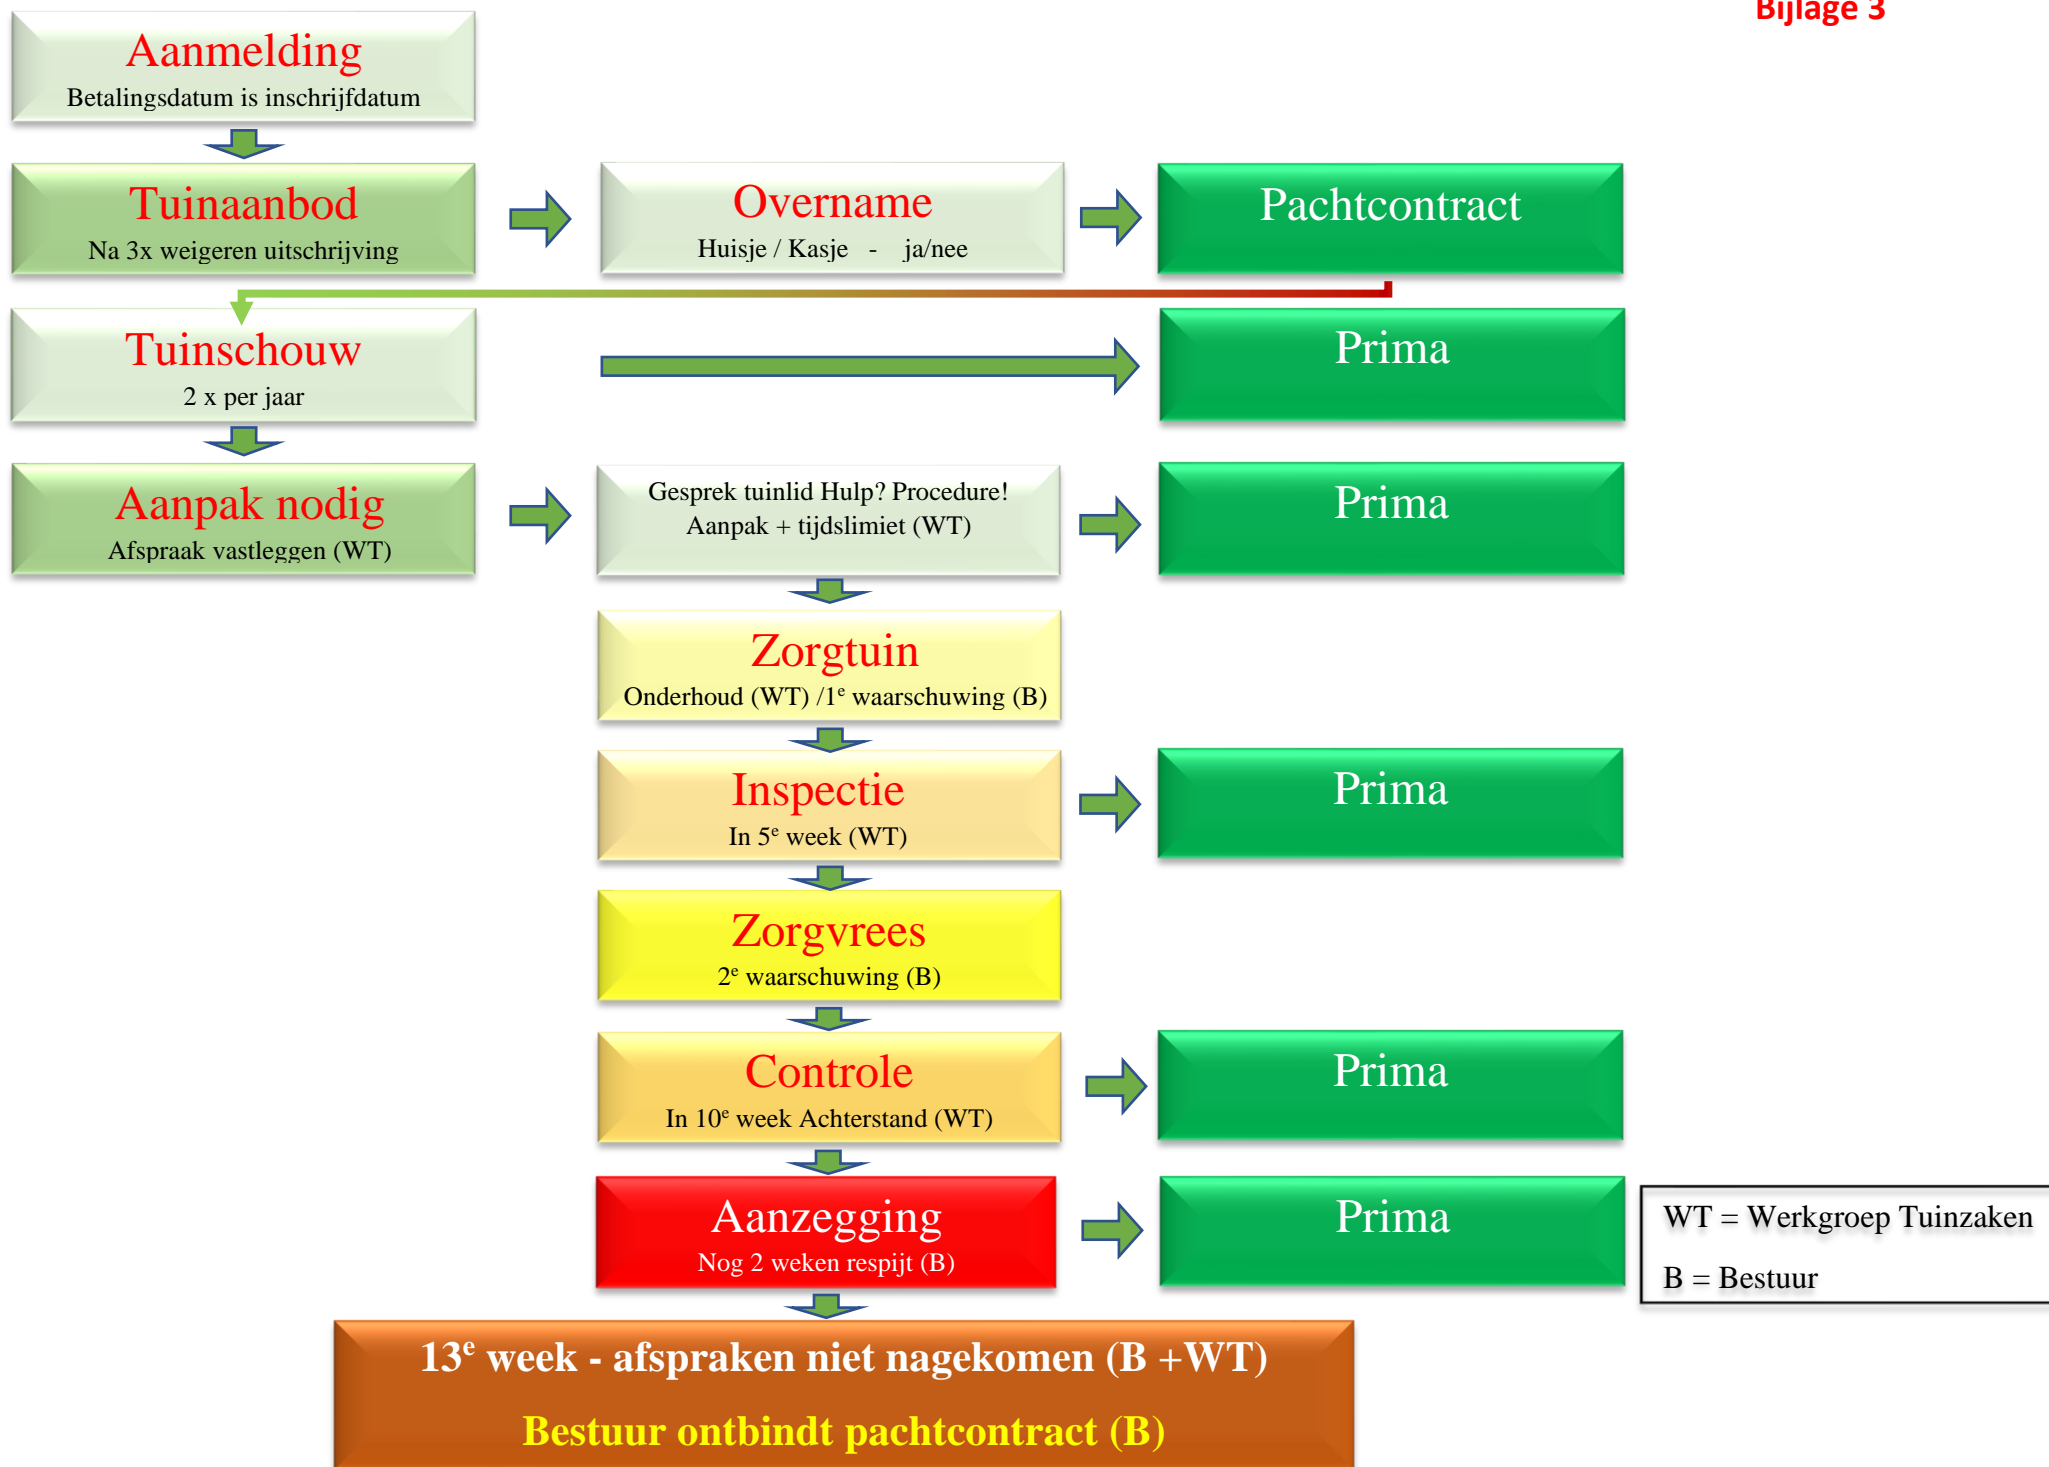 Bijlage 3
Aanmelding
Betalingsdatum is inschrijfdatum
Tuinaanbod
Na 3x weigeren uitschrijving
Overname
Huisje / Kasje - ja/nee
Pachtcontract
Tuinschouw
2 x per jaar
Prima
Aanpak nodig
Afspraak vastleggen (WT)
Gesprek tuinlid Hulp? Procedure!
Aanpak + tijdslimiet (WT)
Prima
Zorgtuin
Onderhoud (WT) /1e waarschuwing (B)
Inspectie
In 5e week (WT)
Prima
Zorgvrees
2e waarschuwing (B)
Controle
In 10e week Achterstand (WT)
Prima
Aanzegging
Nog 2 weken respijt (B)
Prima
WT = Werkgroep Tuinzaken
B = Bestuur
13e week - afspraken niet nagekomen (B +WT)
Bestuur ontbindt pachtcontract (B)